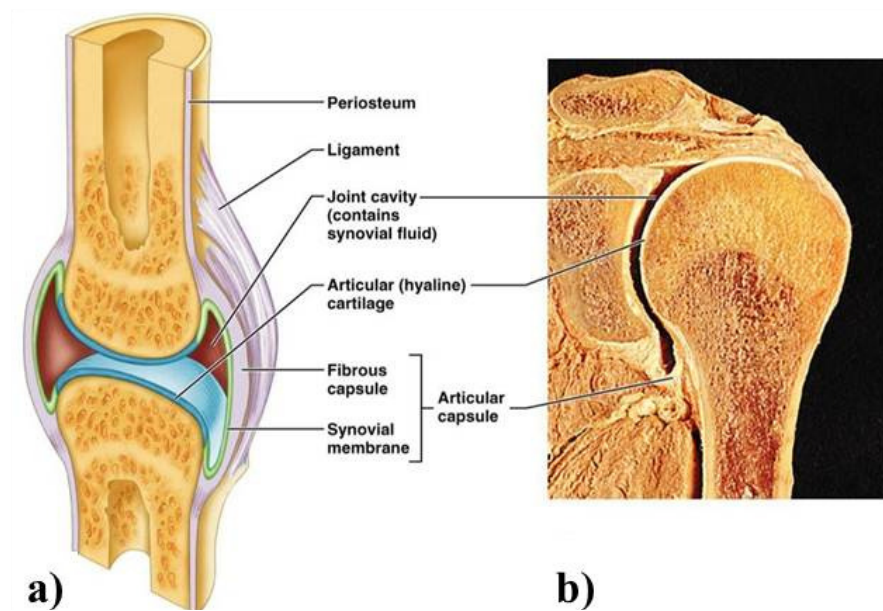 Periosteum
Ligament
Joint cavity
(contains
synovial fluid)
Articular (hyaline)
cartilage
Fibrous
capsule
Synovial
membrane
Articular
capsule
a)
b)